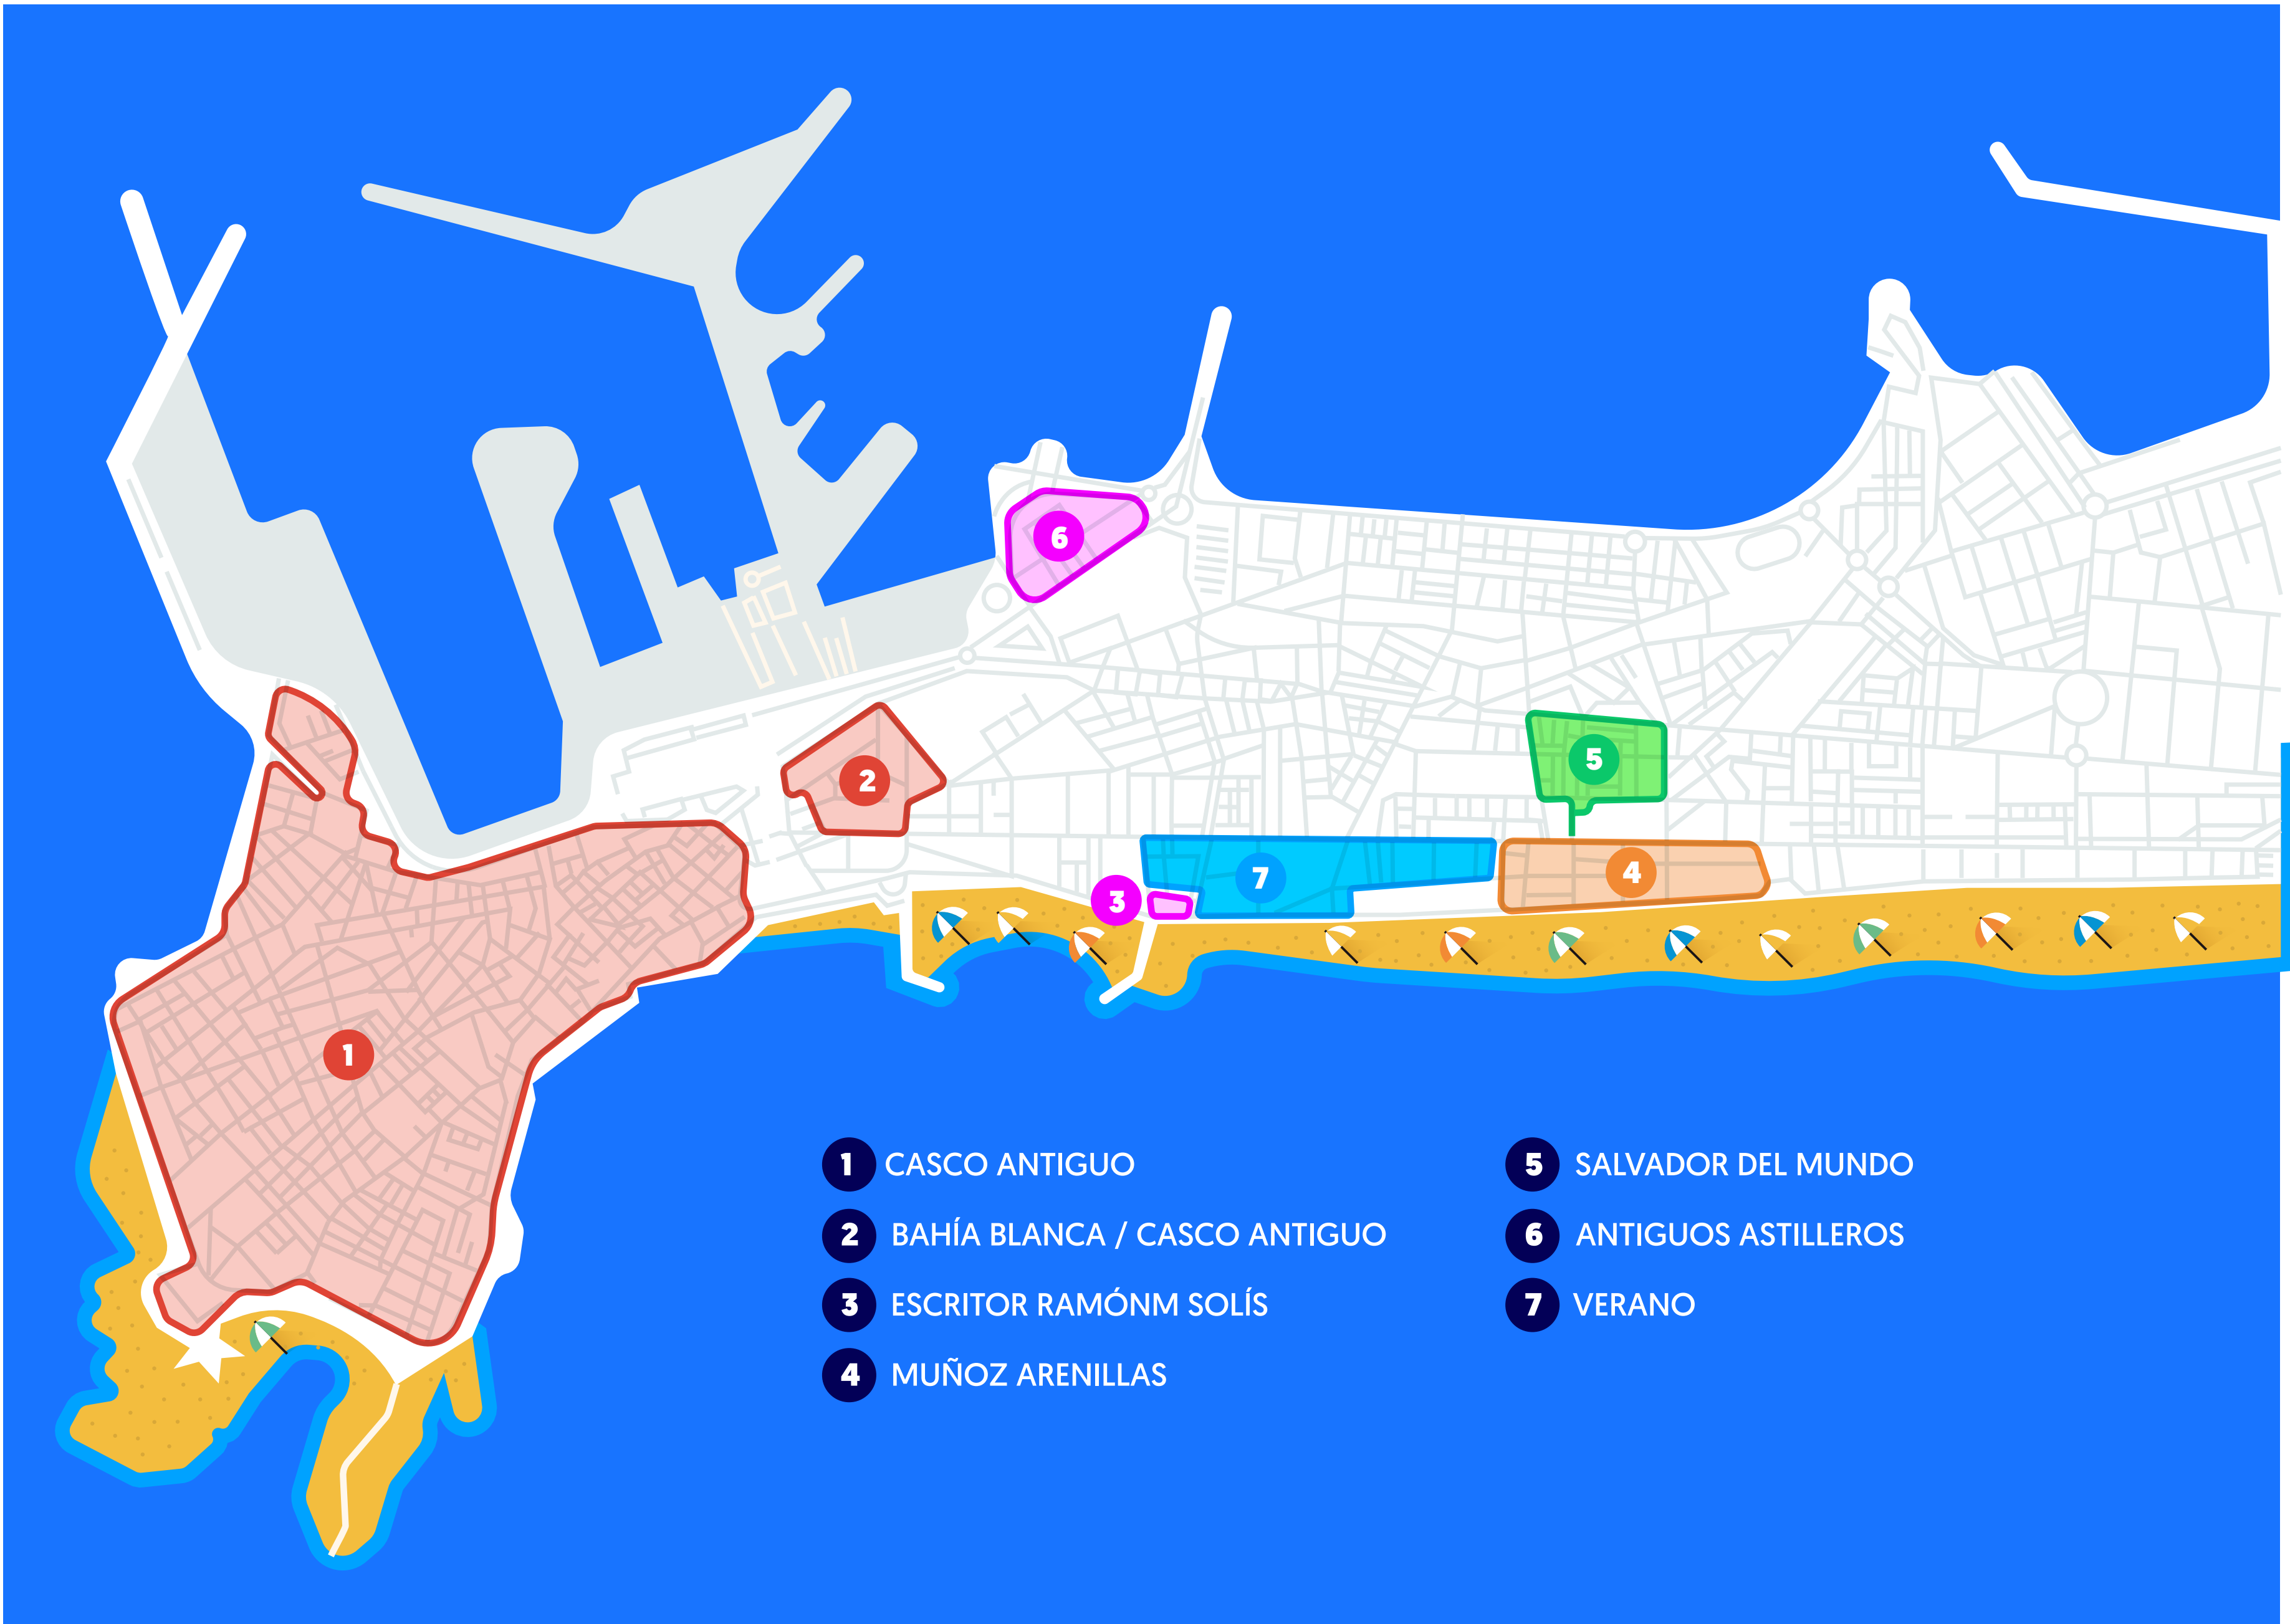 6
5
2
4
7
3
1
1 CASCO ANTIGUO
2 BAHÍA BLANCA / CASCO ANTIGUO
3 ESCRITOR RAMÓNM SOLÍS
4 MUÑOZ ARENILLAS
5 SALVADOR DEL MUNDO
6 ANTIGUOS ASTILLEROS
7 VERANO